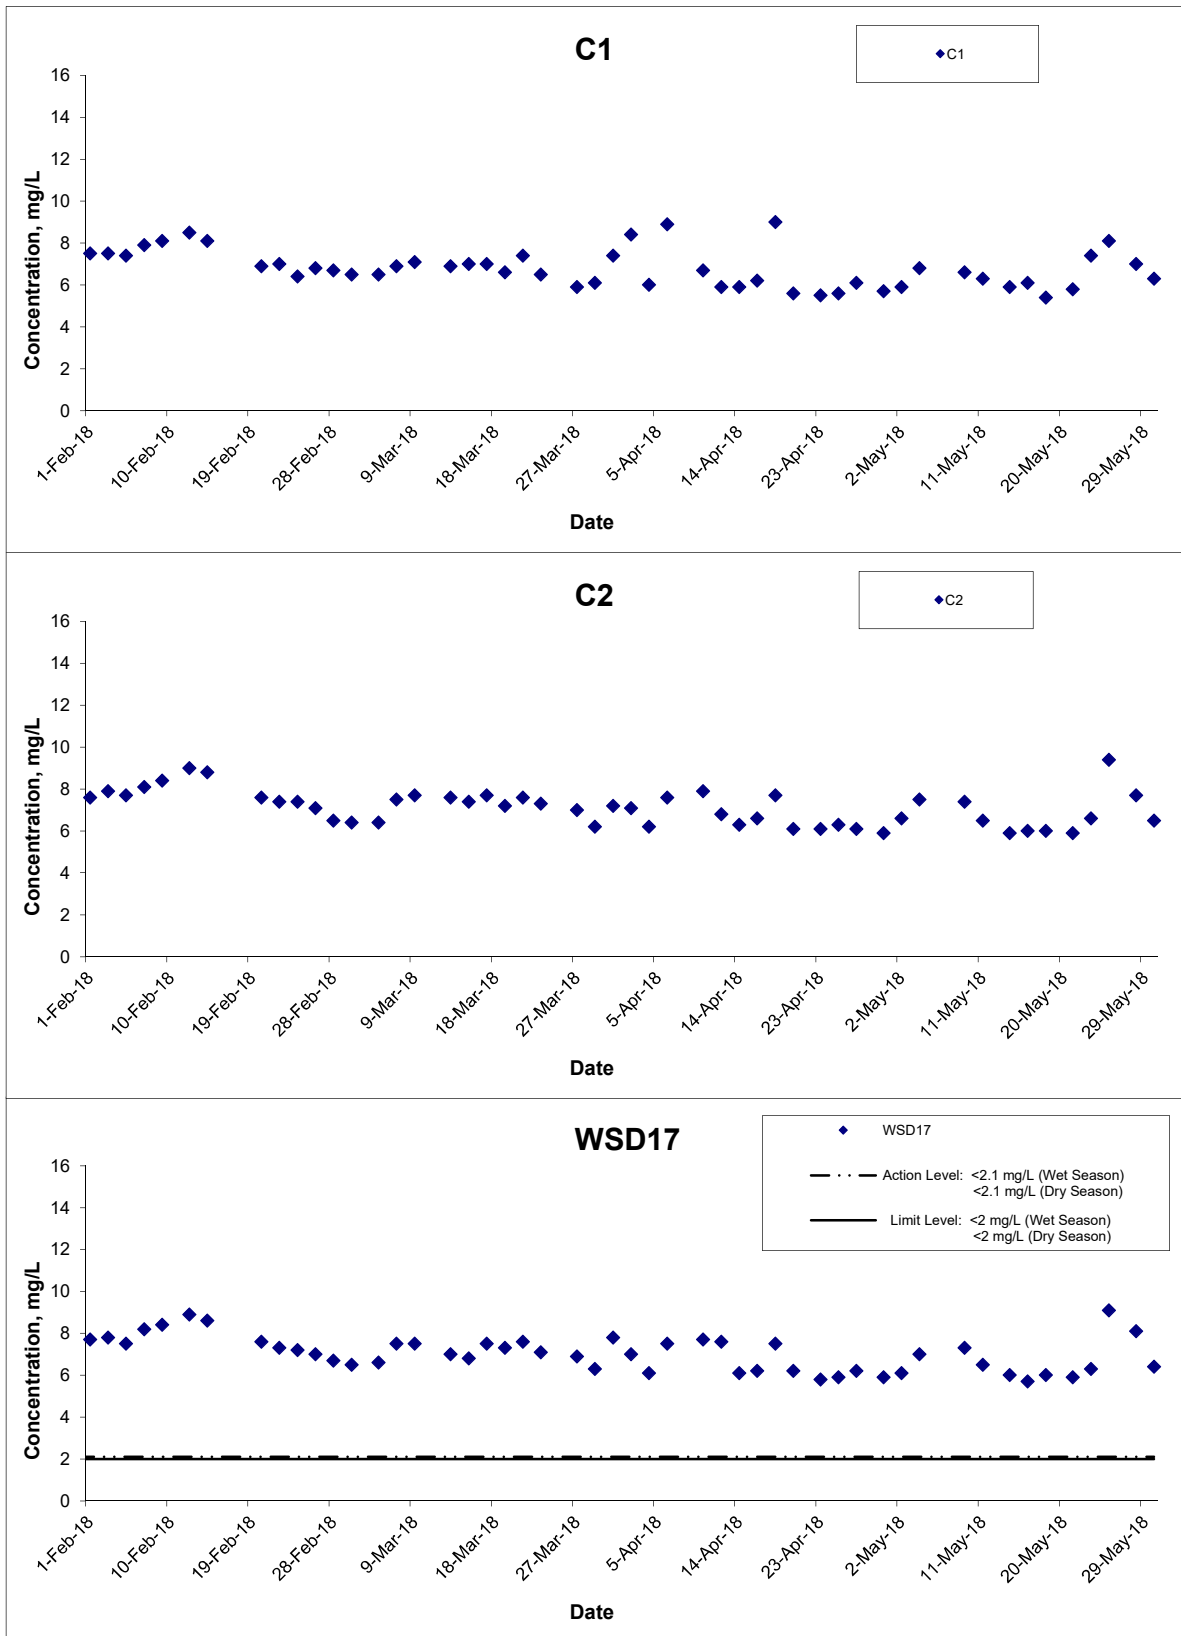 C1
C1
16
14
12
10
8
6
4
2
0
Concentration, mg/L
1-Feb-18
10-Feb-18
19-Feb-18
28-Feb-18
9-Mar-18
18-Mar-18
27-Mar-18
5-Apr-18
14-Apr-18
23-Apr-18
2-May-18
11-May-18
20-May-18
29-May-18
Date
C2
C2
16
14
12
10
8
6
4
2
0
Concentration, mg/L
1-Feb-18
10-Feb-18
19-Feb-18
28-Feb-18
9-Mar-18
18-Mar-18
27-Mar-18
5-Apr-18
14-Apr-18
23-Apr-18
2-May-18
11-May-18
20-May-18
29-May-18
Date
WSD17
WSD17
Action Level: <2.1 mg/L (Wet Season)
<2.1 mg/L (Dry Season)
Limit Level: <2 mg/L (Wet Season)
<2 mg/L (Dry Season)
16
14
12
10
8
6
4
2
0
Concentration, mg/L
1-Feb-18
10-Feb-18
19-Feb-18
28-Feb-18
9-Mar-18
18-Mar-18
27-Mar-18
5-Apr-18
14-Apr-18
23-Apr-18
2-May-18
11-May-18
20-May-18
29-May-18
Date